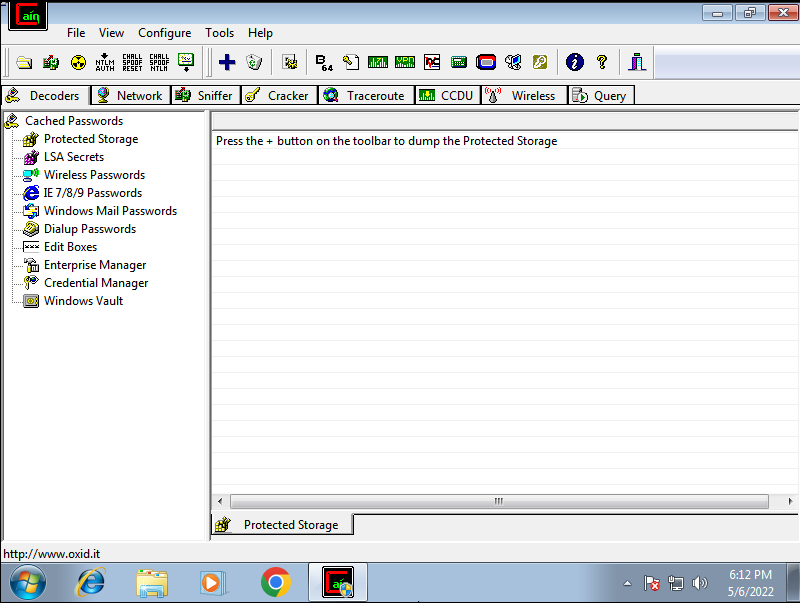 Cain
File View Configure Tools Help
NTLM AUTH
CHALL SPOOF RESET
CHALL SPOOF NTLM
B 64
VPN
Decoders Network Sniffer Cracker Traceroute CCDU Wireless Query
Cached Passwords
Protected Storage
LSA Secrets
Wireless Passwords
IE 7/8/9 Passwords
Windows Mail Passwords
Dialup Passwords
Edit Boxes
Enterprise Manager
Credential Manager
Windows Vault
Press the + button on the toolbar to dump the Protected Storage
Protected Storage
http://www.oxid.it
6:12 PM
5/6/2022